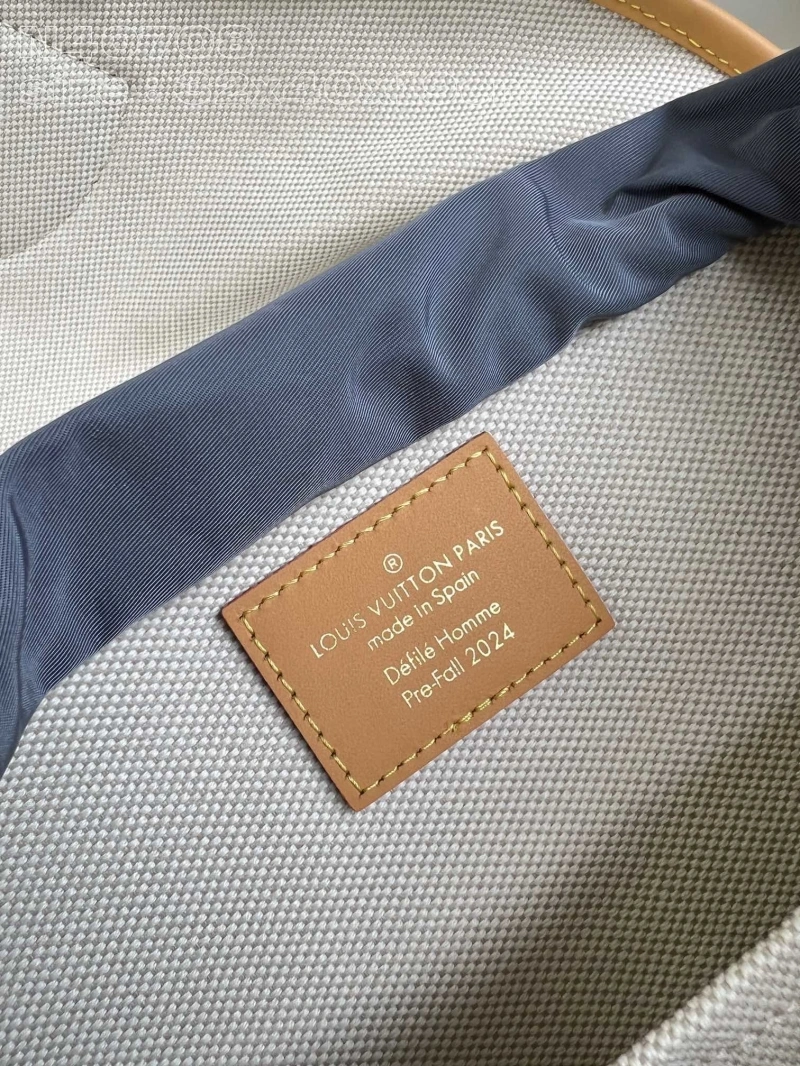 ®
LOUIS VUITTON PARIS
made in Spain
Défilé Homme
Pre-Fall 2024